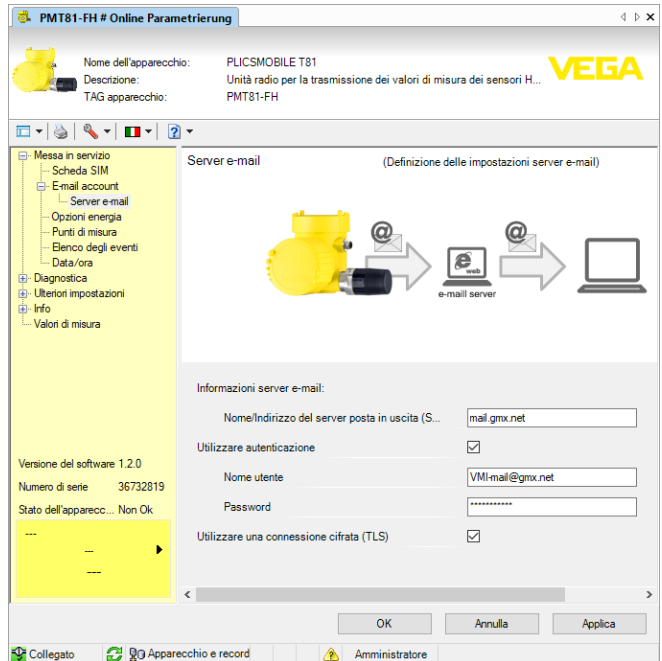 PMT81-FH # Online Parametrierung
Nome dell'apparecchio: PLICSMOBILE T81
Descrizione: Unità radio per la trasmissione dei valori di misura dei sensori H...
TAG apparecchio: PMT81-FH
VEGA
Messa in servizio
Scheda SIM
E-mail account
Server e-mail
Opzioni energia
Punti di misura
Elenco degli eventi
Data/ora
Diagnostica
Ulteriori impostazioni
Info
Valori di misura
Versione del software 1.2.0
Numero di serie 36732819
Stato dell'apparecc... Non Ok
---
---
---
Server e-mail (Definizione delle impostazioni server e-mail)
@ @
e web
e-maill server
Informazioni server e-mail:
Nome/Indirizzo del server posta in uscita (S... mail.gmx.net
Utilizzare autenticazione
Nome utente VMI-mail@gmx.net
Password ***********
Utilizzare una connessione cifrata (TLS)
OK Annulla Applica
Collegato Apparecchio e record Amministratore